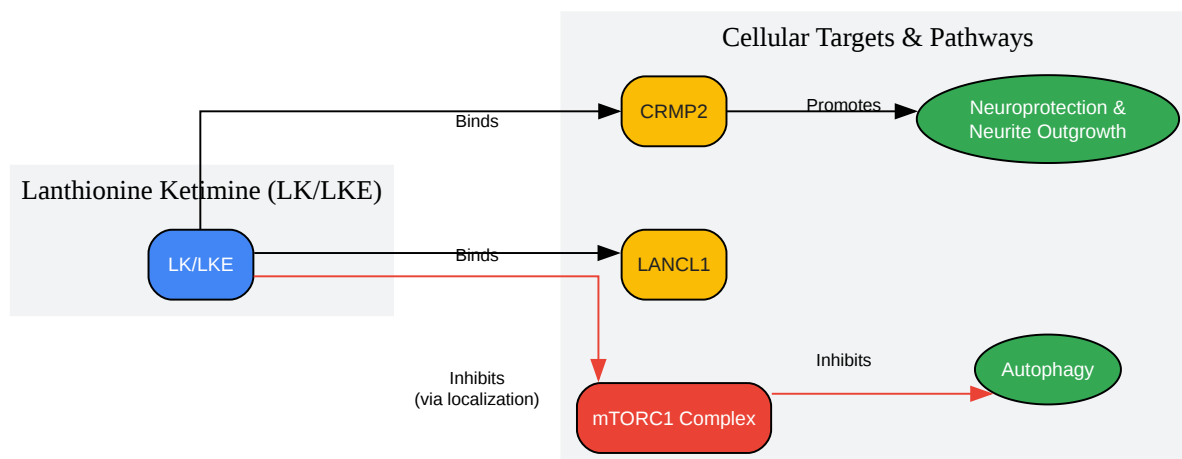 Cellular Targets & Pathways
CRMP2
Promotes
Neuroprotection &
Neurite Outgrowth
Binds
Lanthionine Ketimine (LK/LKE)
LK/LKE
Binds
LANCL1
Inhibits
(via localization)
mTORC1 Complex
Inhibits
Autophagy